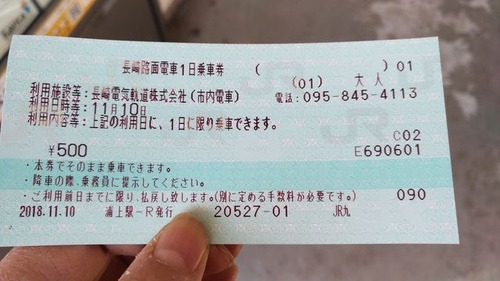 長崎路面電車1日乗車券 ( )01
(01) 大人
利用施設等：長崎電気軌道株式会社（市内電車） 電話：095-845-4113
利用日時等：11月10日
利用内容等：上記の利用日に、1日に限り乗車できます。
C02
¥500 E690601
・本券でそのまま乗車できます。
・降車の際、乗務員に提示してください。
・ご利用前日までに限り、払戻し致します。（別に定める手数料が必要です。） 090
2018.11.10 浦上駅-R発行 20527-01 JR九